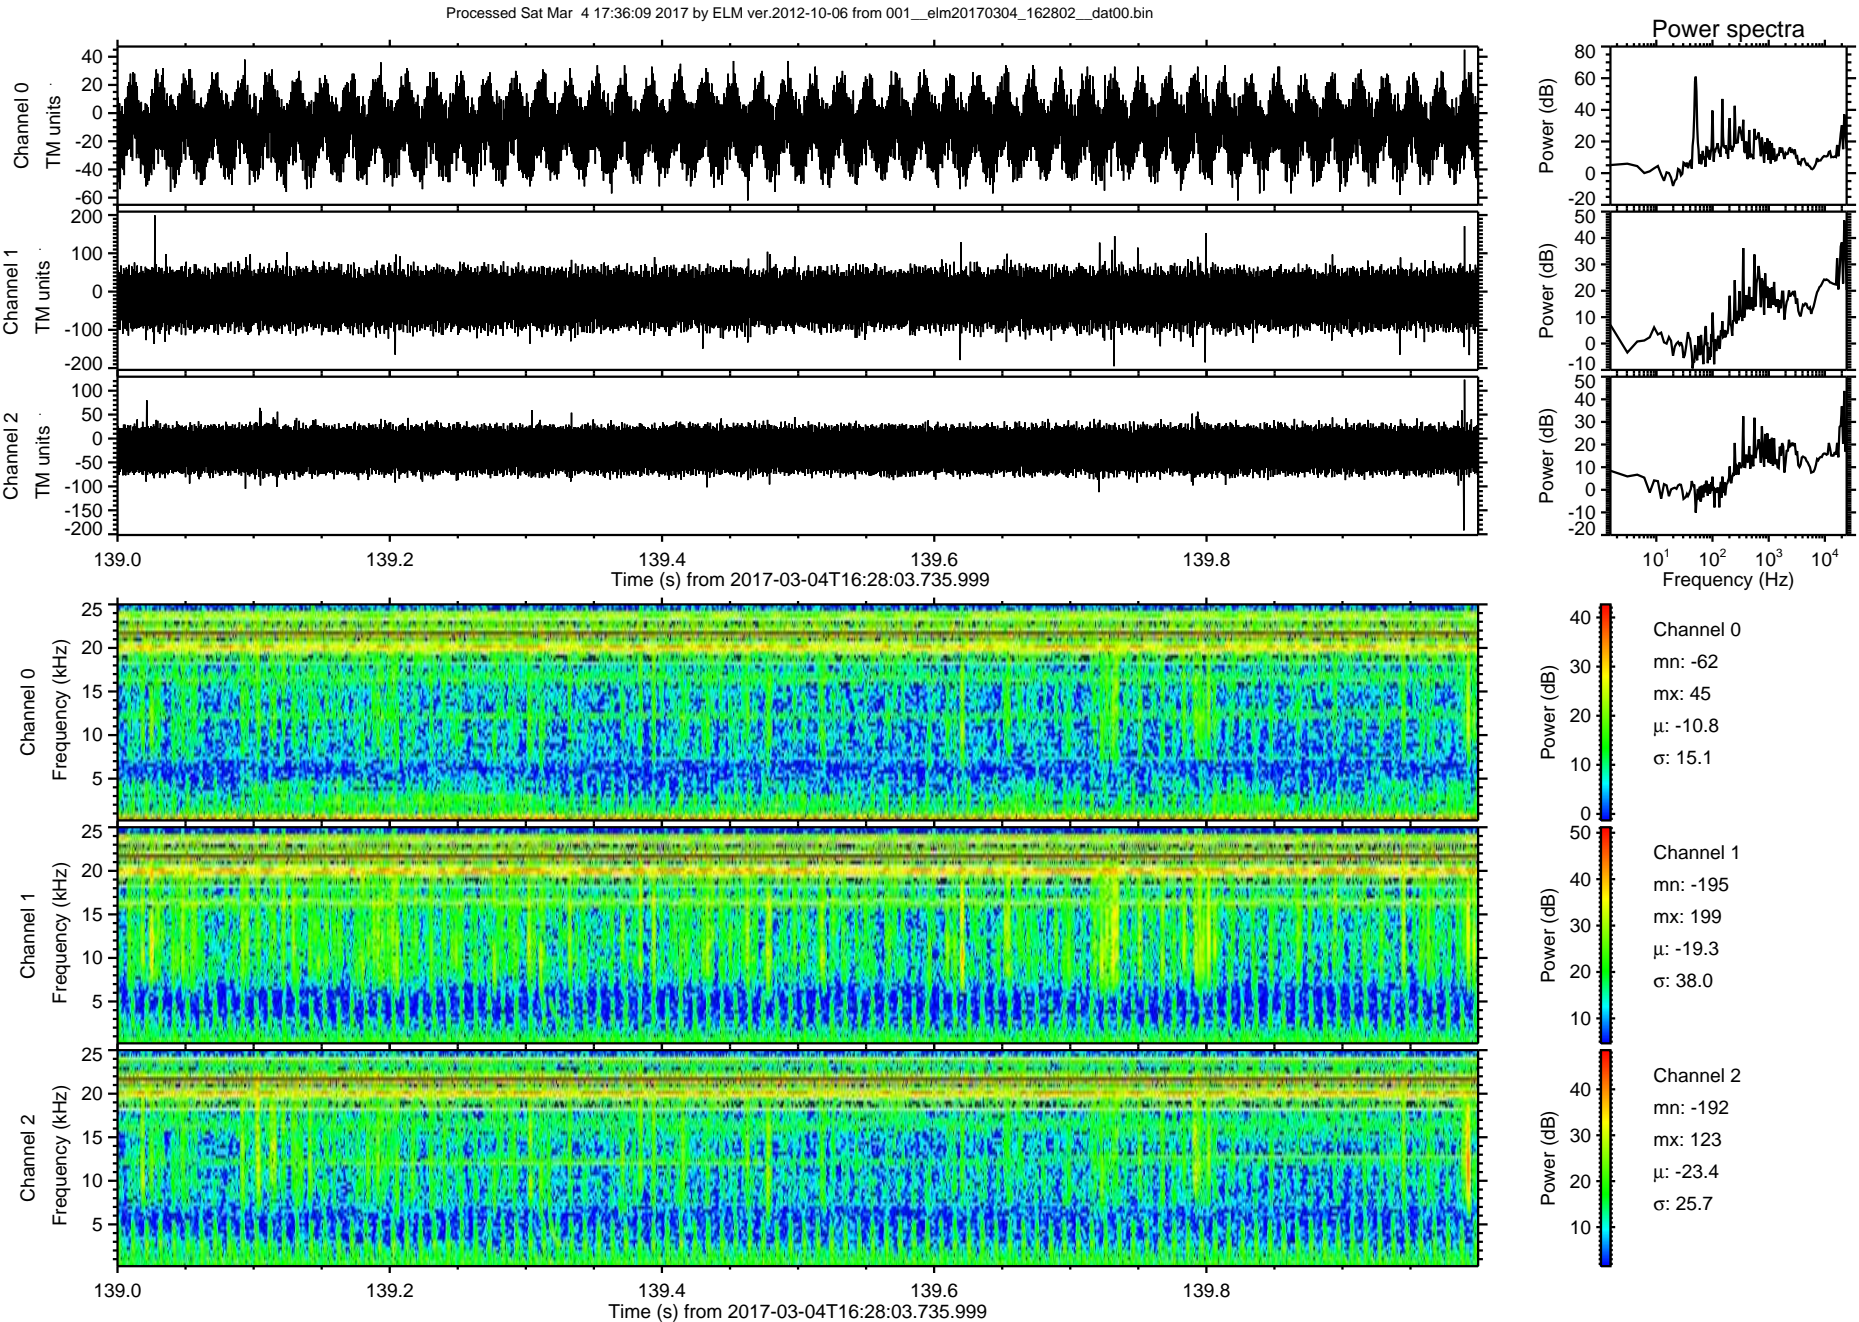 Processed Sat Mar  4 17:36:09 2017 by ELM ver.2012-10-06 from 001__elm20170304_162802__dat00.bin
Power spectra
Channel 0
TM units
40
20
0
-20
-40
-60
Power (dB)
80
60
40
20
0
-20
Channel 1
TM units
200
100
0
-100
-200
Power (dB)
50
40
30
20
10
0
-10
Channel 2
TM units
100
50
0
-50
-100
-150
-200
Power (dB)
50
40
30
20
10
0
-10
-20
139.0 139.2 139.4 139.6 139.8
Time (s) from 2017-03-04T16:28:03.735.999
10^1 10^2 10^3 10^4
Frequency (Hz)
Channel 0
Frequency (kHz)
25
20
15
10
5
Power (dB)
40
30
20
10
0
Channel 0
mn: -62
mx: 45
μ: -10.8
σ: 15.1
Channel 1
Frequency (kHz)
25
20
15
10
5
Power (dB)
50
40
30
20
10
Channel 1
mn: -195
mx: 199
μ: -19.3
σ: 38.0
Channel 2
Frequency (kHz)
25
20
15
10
5
Power (dB)
40
30
20
10
Channel 2
mn: -192
mx: 123
μ: -23.4
σ: 25.7
139.0 139.2 139.4 139.6 139.8
Time (s) from 2017-03-04T16:28:03.735.999